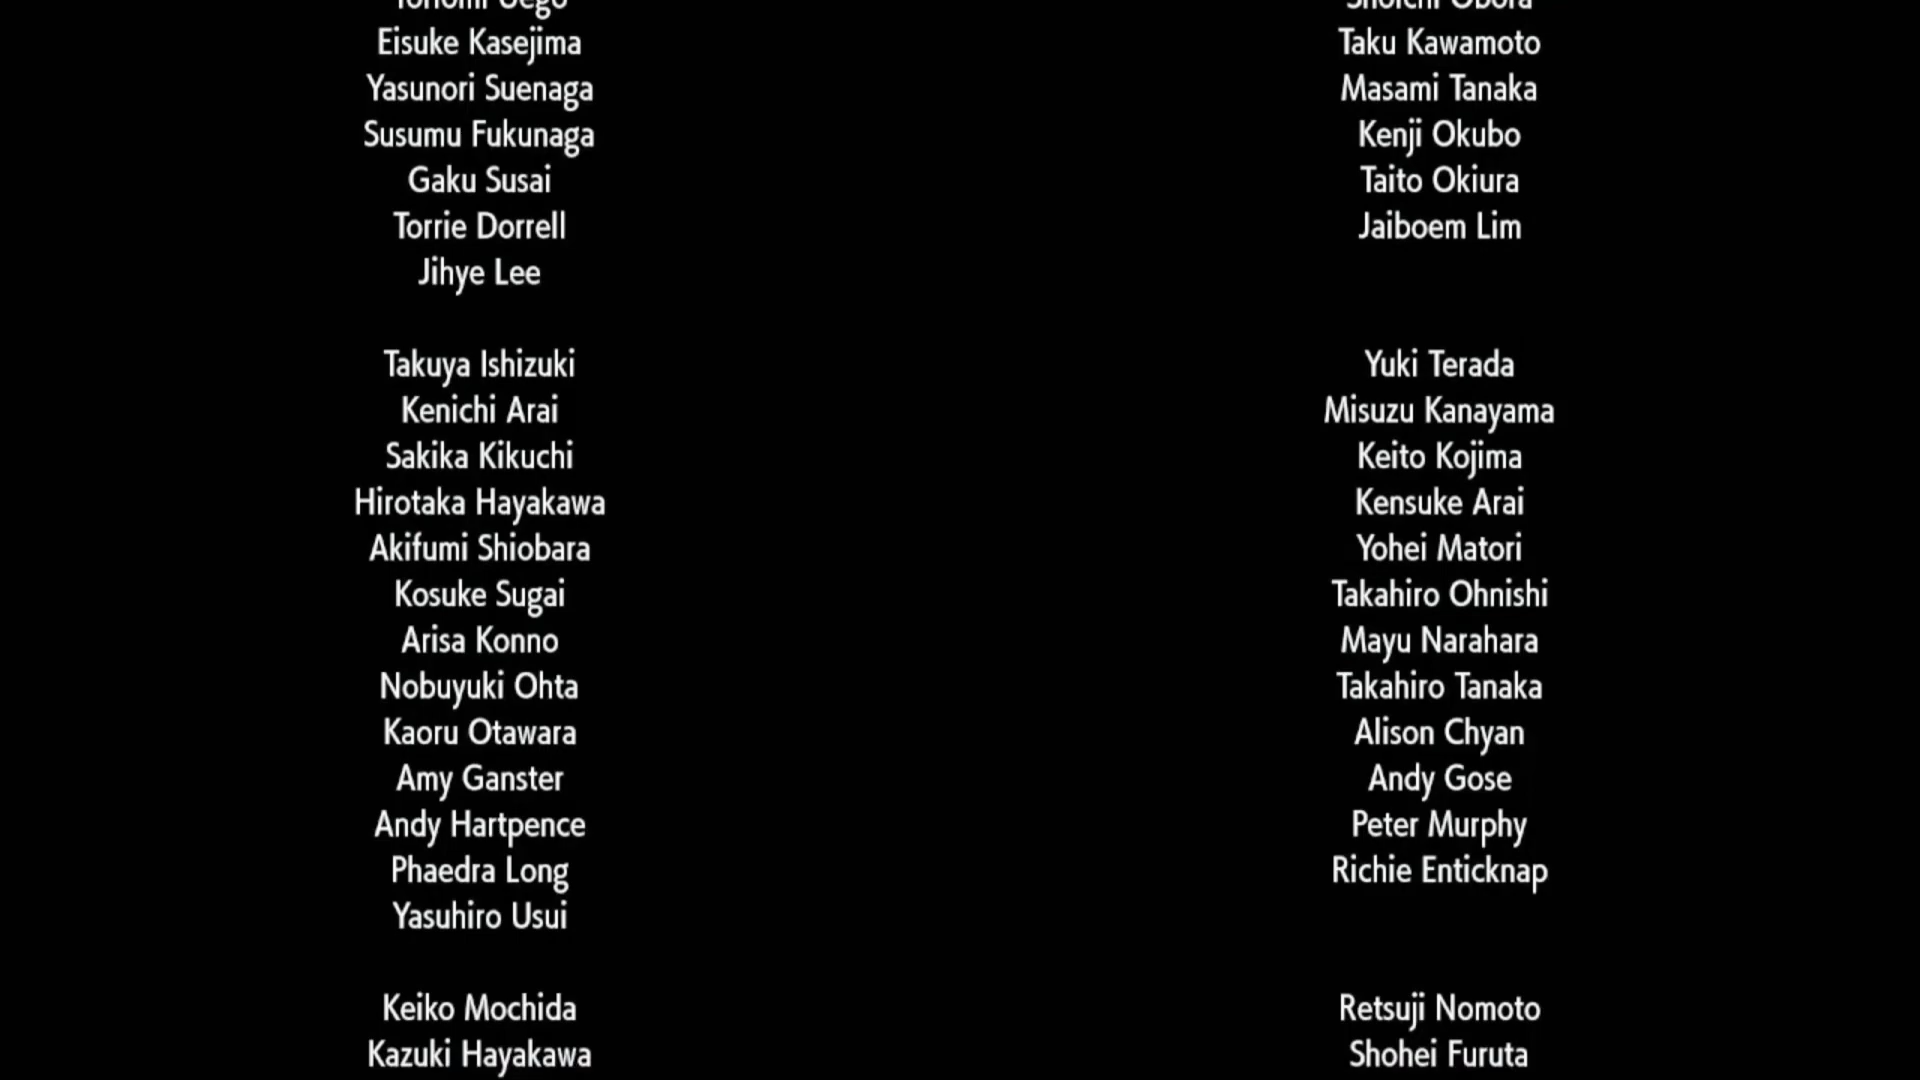 Eisuke Kasejima
Taku Kawamoto
Yasunori Suenaga
Masami Tanaka
Susumu Fukunaga
Kenji Okubo
Gaku Susai
Taito Okiura
Torrie Dorrell
Jaiboem Lim
Jihye Lee
Takuya Ishizuki
Yuki Terada
Kenichi Arai
Misuzu Kanayama
Sakika Kikuchi
Keito Kojima
Hirotaka Hayakawa
Kensuke Arai
Akifumi Shiobara
Yohei Matori
Kosuke Sugai
Takahiro Ohnishi
Arisa Konno
Mayu Narahara
Nobuyuki Ohta
Takahiro Tanaka
Kaoru Otawara
Alison Chyan
Amy Ganster
Andy Gose
Andy Hartpence
Peter Murphy
Phaedra Long
Richie Enticknap
Yasuhiro Usui
Keiko Mochida
Retsuji Nomoto
Kazuki Hayakawa
Shohei Furuta